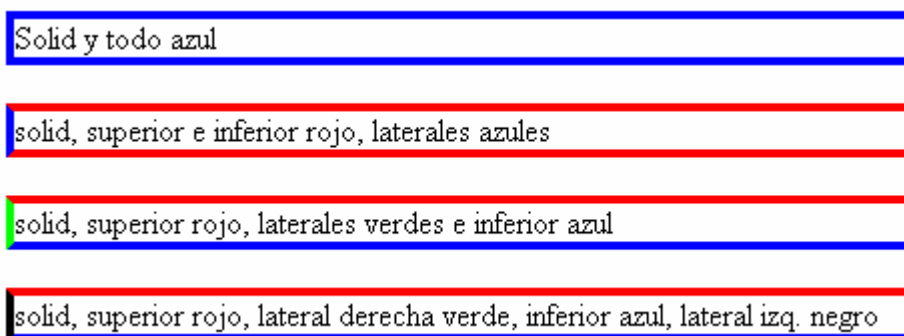 Solid y todo azul
solid, superior e inferior rojo, laterales azules
solid, superior rojo, laterales verdes e inferior azul
solid, superior rojo, lateral derecha verde, inferior azul, lateral izq. negro